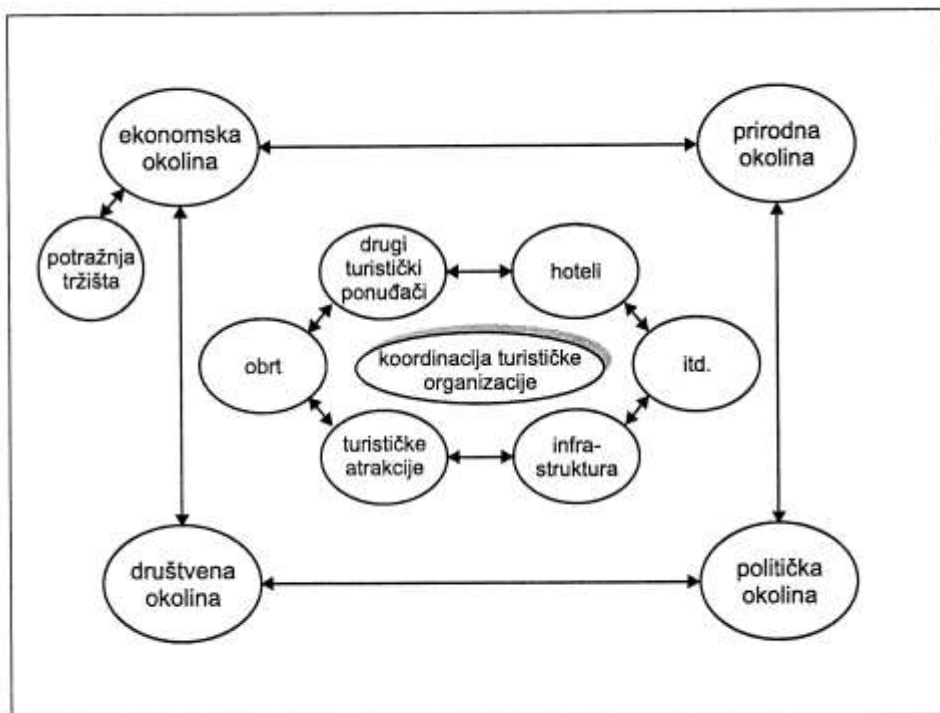 ekonomska
okolina
prirodna
okolina
potražnja
tržišta
drugi
turistički
ponuđači
hoteli
obrt
koordinacija turističke
organizacije
itd.
turističke
atrakcije
infra-
struktura
društvena
okolina
politička
okolina